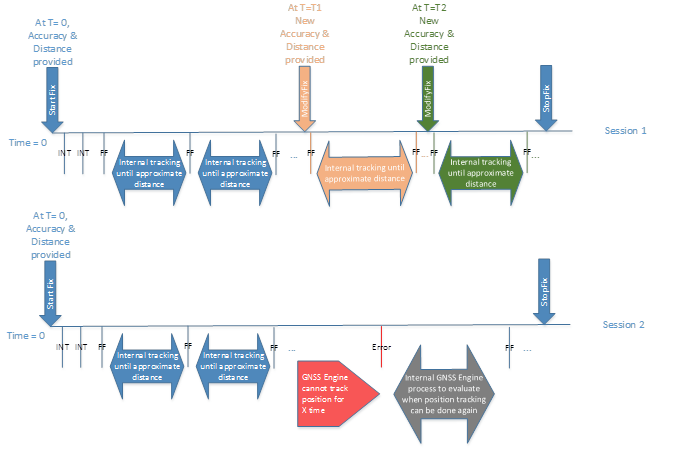 At T= 0,
Accuracy &
Distance
provided
At T=T1
New
Accuracy &
Distance
provided
At T=T2
New
Accuracy &
Distance
provided
StartFix
ModifyFix
ModifyFix
StopFix
Time = 0
Session 1
INT INT FF FF FF ... FF FF ... FF FF ...
Internal tracking
until approximate
distance
Internal tracking
until approximate
distance
Internal tracking until
approximate distance
Internal tracking
until approximate
distance
At T= 0,
Accuracy &
Distance
provided
StartFix
StopFix
Time = 0
Session 2
INT INT FF FF FF ... Error FF ...
Internal tracking
until approximate
distance
Internal tracking
until approximate
distance
GNSS Engine
cannot track
position for
X time
Internal GNSS Engine
process to evaluate
when position tracking
can be done again